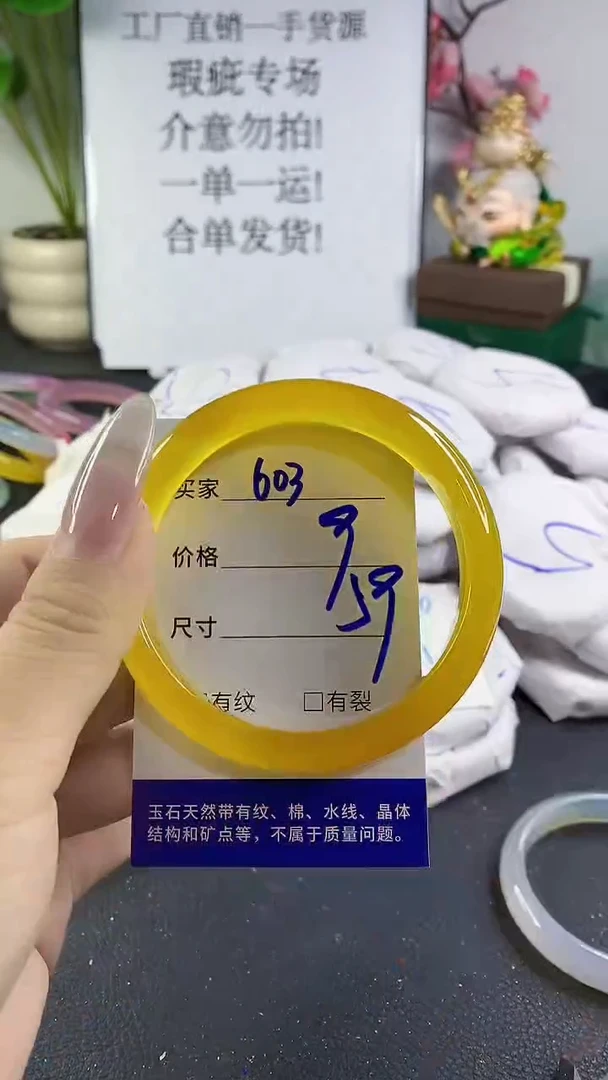 工厂直销一手货源
瑕疵专场
介意勿拍!
一单一运!
合单发货!
买家 603
价格 9
尺寸 59
有纹 □有裂
玉石天然带有纹、棉、水线、晶体
结构和矿点等，不属于质量问题。